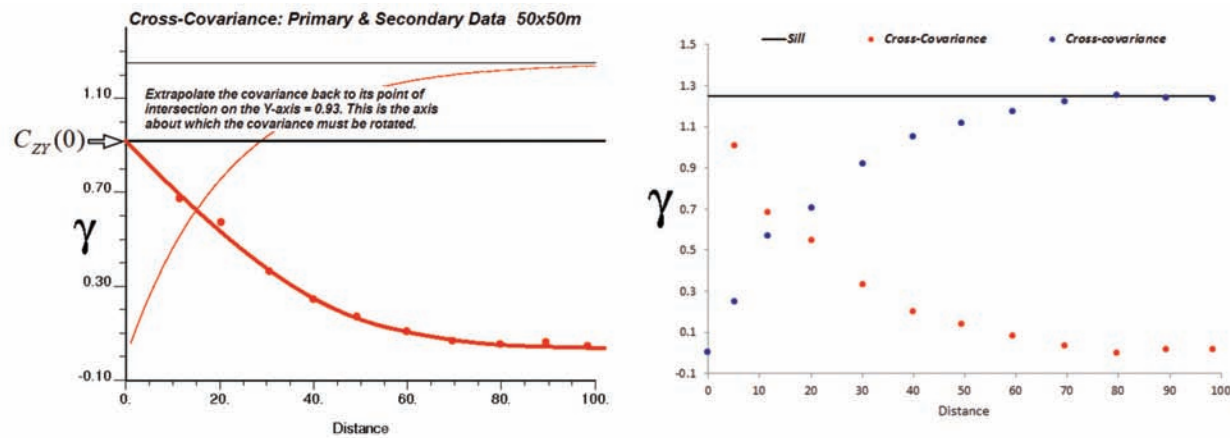 Cross-Covariance: Primary & Secondary Data 50x50m
Extrapolate the covariance back to its point of
intersection on the Y-axis = 0.93. This is the axis
about which the covariance must be rotated.
C_{ZY}(0)
γ
1.10
0.70
0.30
-0.10
0. 20. 40. 60. 80. 100.
Distance
Sill Cross-Covariance Cross-covariance
γ
1.5
1.3
1.1
0.9
0.7
0.5
0.3
0.1
-0.1
0 10 20 30 40 50 60 70 80 90 100
Distance